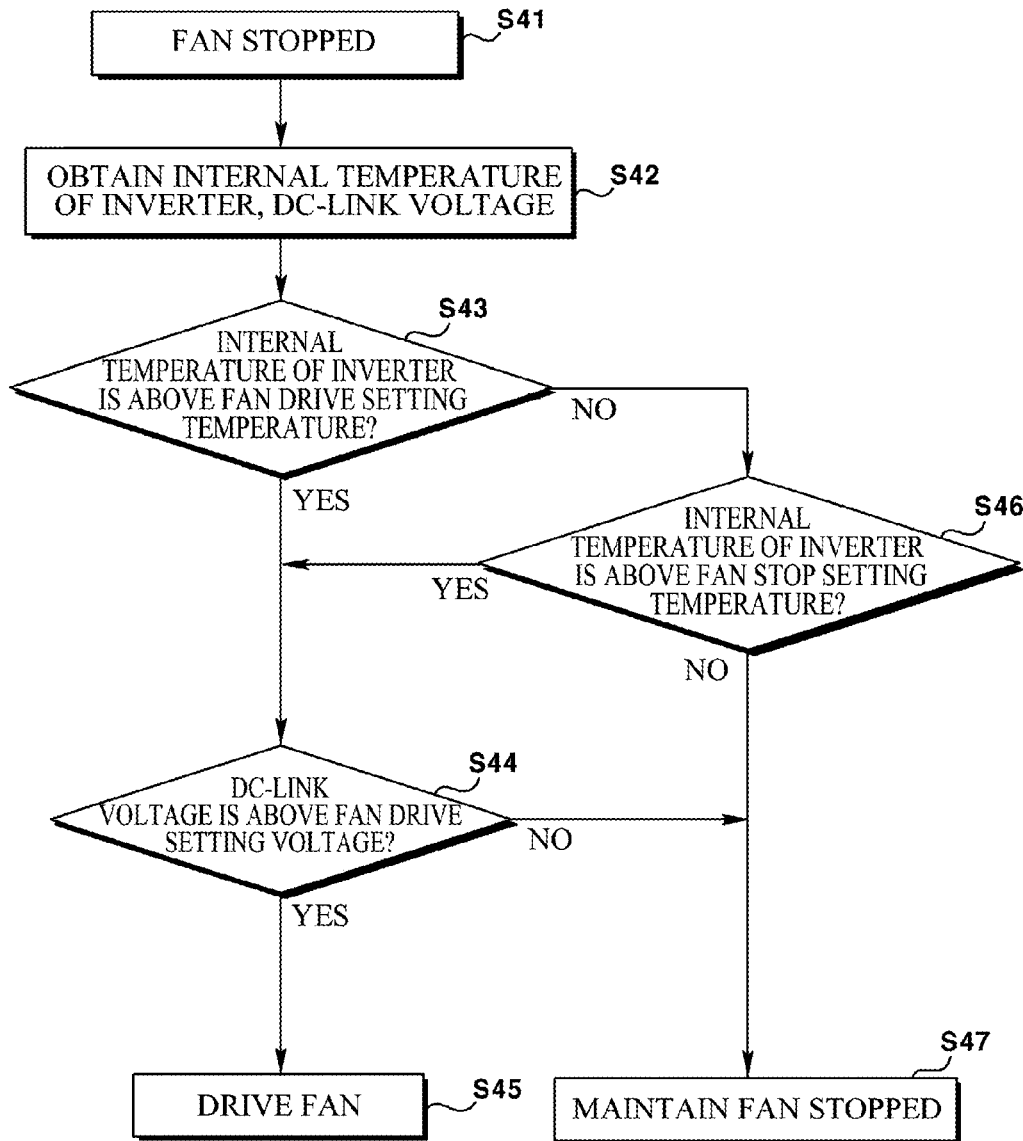 S41
FAN STOPPED
OBTAIN INTERNAL TEMPERATURE
OF INVERTER, DC-LINK VOLTAGE
S42
S43
INTERNAL
TEMPERATURE OF INVERTER
IS ABOVE FAN DRIVE SETTING
TEMPERATURE?
NO
YES
S46
INTERNAL
TEMPERATURE OF INVERTER
IS ABOVE FAN STOP SETTING
TEMPERATURE?
YES
NO
S44
DC-LINK
VOLTAGE IS ABOVE FAN DRIVE
SETTING VOLTAGE?
NO
YES
S47
DRIVE FAN
S45
MAINTAIN FAN STOPPED